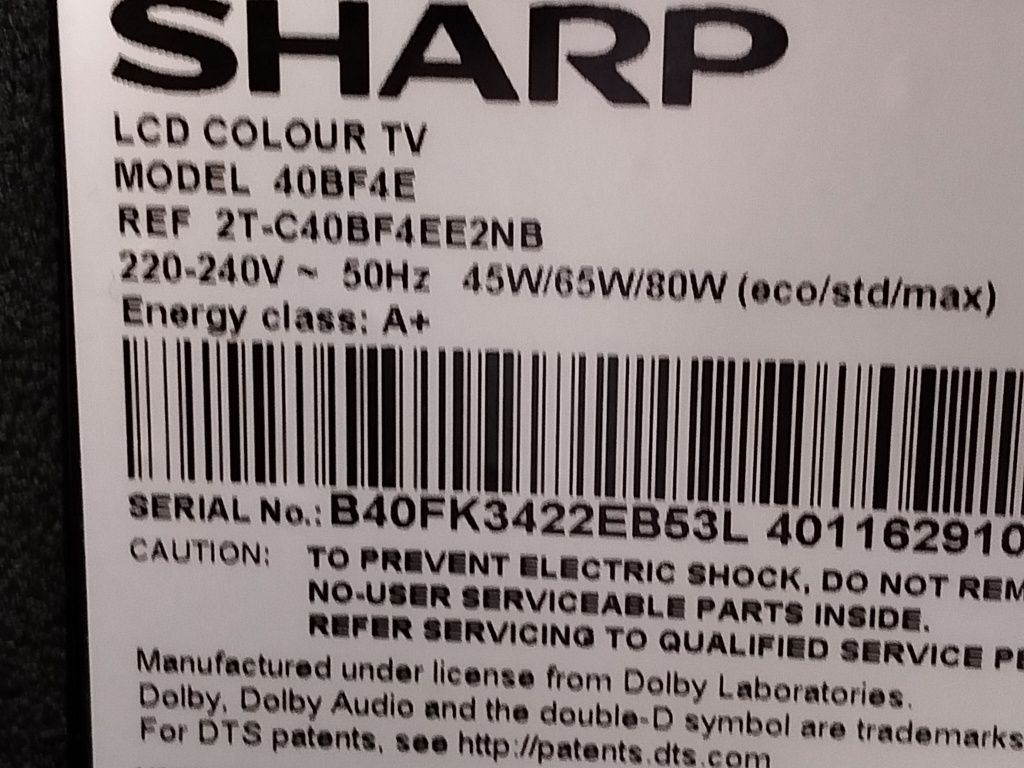 SHARP
LCD COLOUR TV
MODEL 40BF4E
REF 2T-C40BF4EE2NB
220-240V ~ 50Hz 45W/65W/80W (eco/std/max)
Energy class: A+
SERIAL No.: B40FK3422EB53L 401162910
CAUTION: TO PREVENT ELECTRIC SHOCK, DO NOT REM
NO-USER SERVICEABLE PARTS INSIDE.
REFER SERVICING TO QUALIFIED SERVICE PE
Manufactured under license from Dolby Laboratories.
Dolby, Dolby Audio and the double-D symbol are trademarks
For DTS patents, see http://patents.dts.com